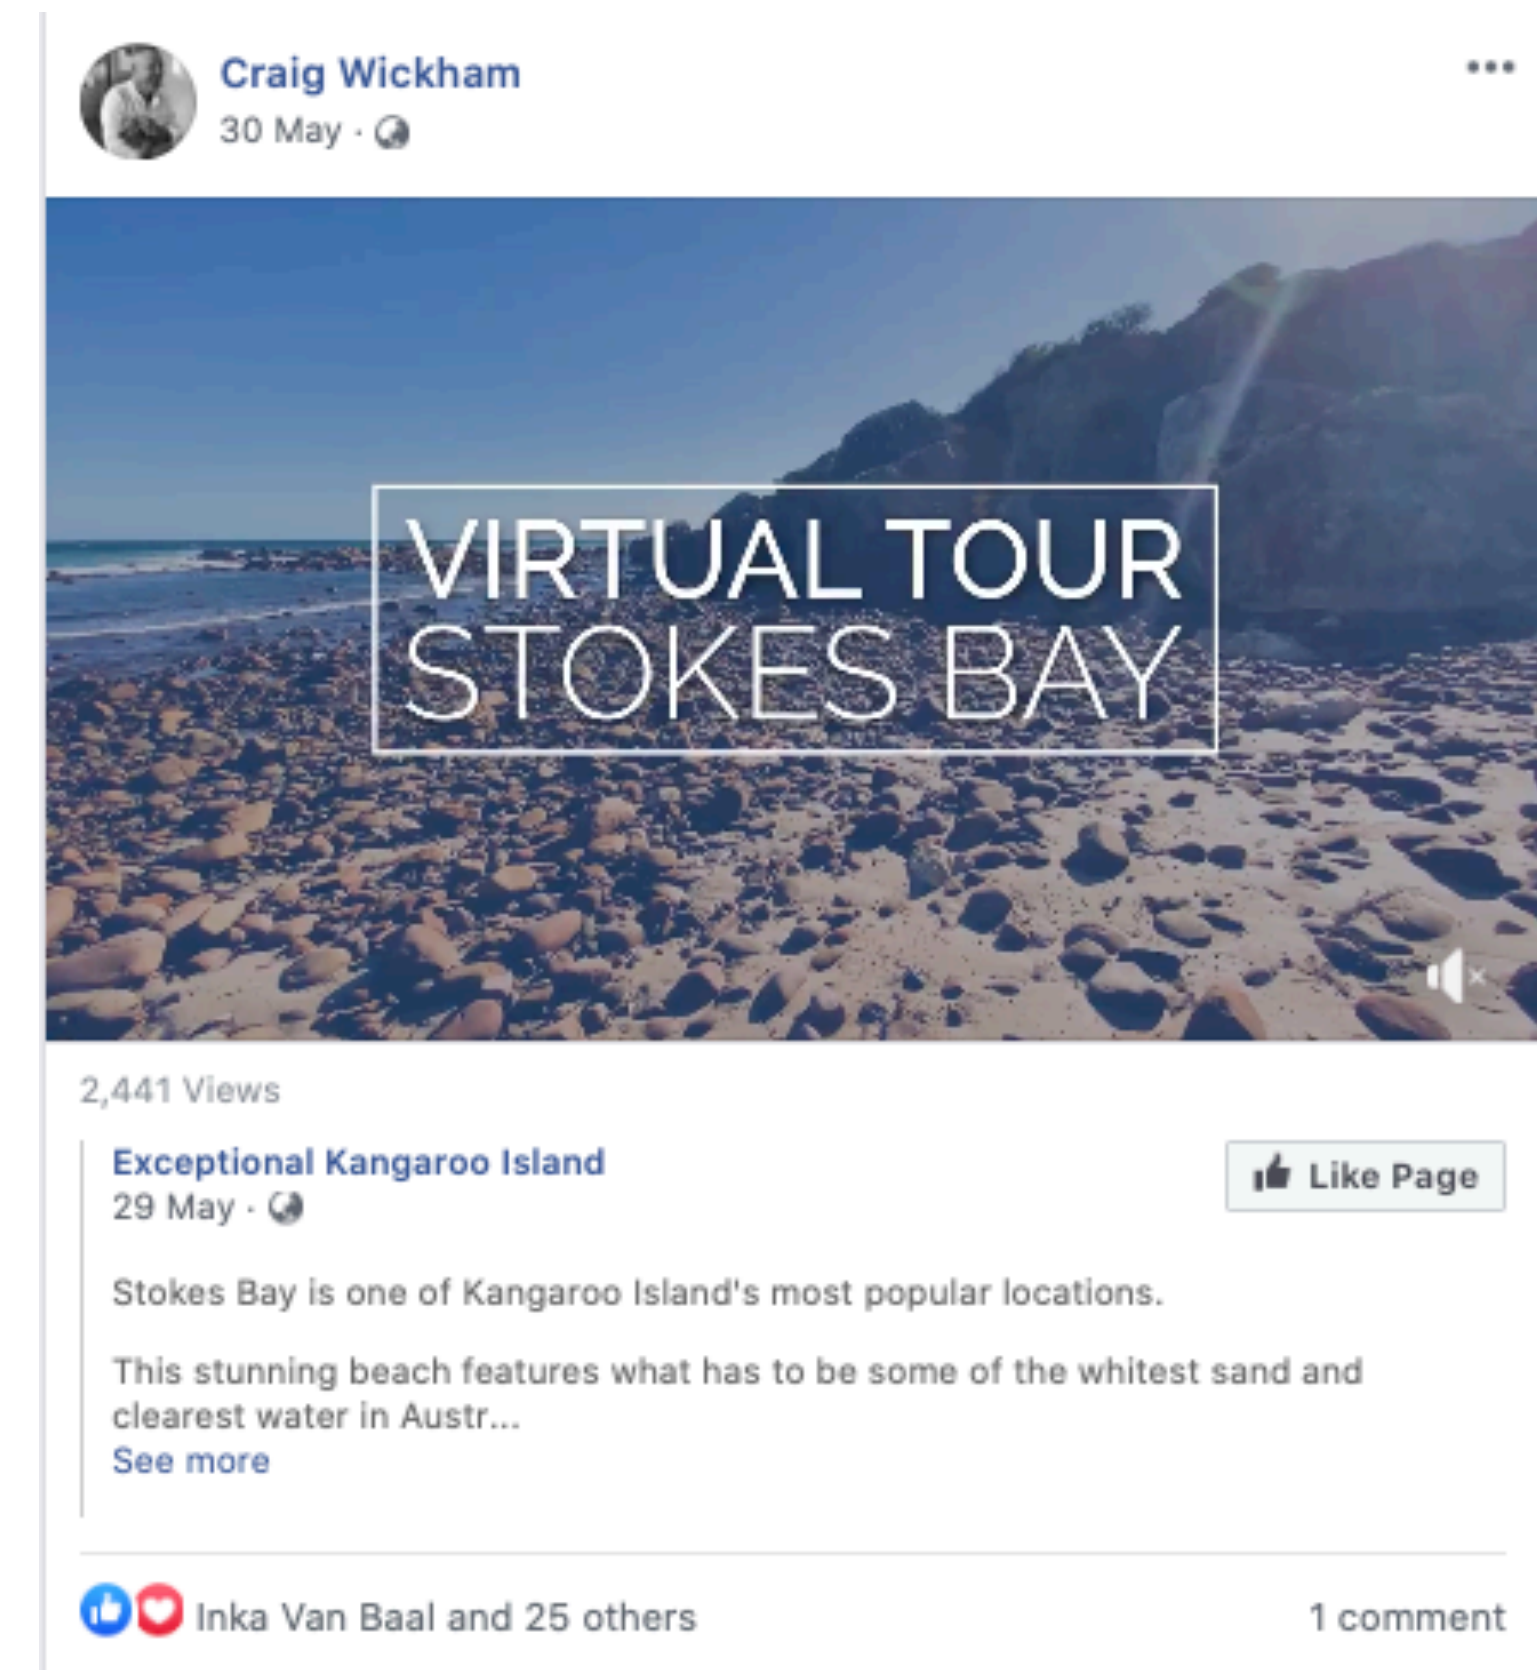 Craig Wickham
30 May ·
VIRTUAL TOUR
STOKES BAY
2,441 Views
Exceptional Kangaroo Island
Like Page
29 May ·
Stokes Bay is one of Kangaroo Island's most popular locations.
This stunning beach features what has to be some of the whitest sand and
clearest water in Austr...
See more
Inka Van Baal and 25 others
1 comment